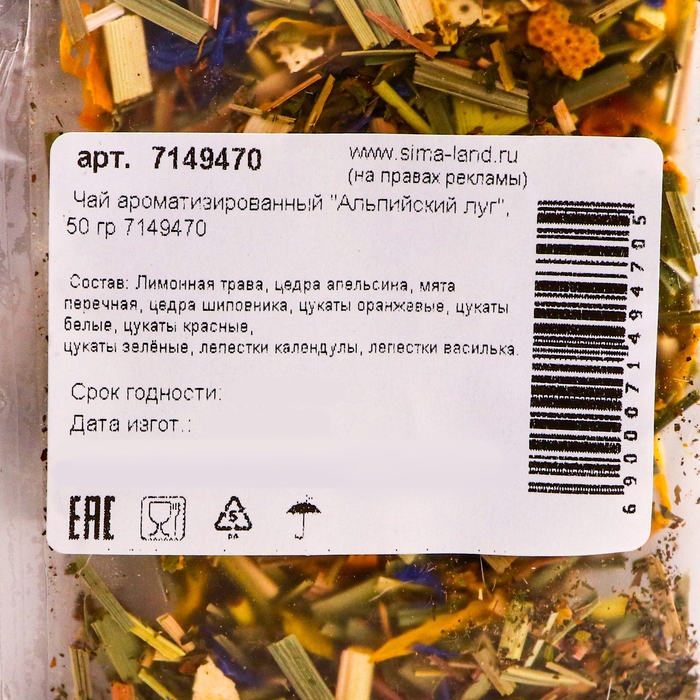 арт. 7149470
www.sima-land.ru
(на правах рекламы)
Чай ароматизированный "Альпийский луг",
50 гр 7149470
Состав: Лимонная трава, цедра апельсина, мята
перечная, цедра шиповника, цукаты оранжевые, цукаты
белые, цукаты красные,
цукаты зелёные, лепестки календулы, лепестки василька.
Срок годности:
Дата изгот.:
6900071494705
EAC
5